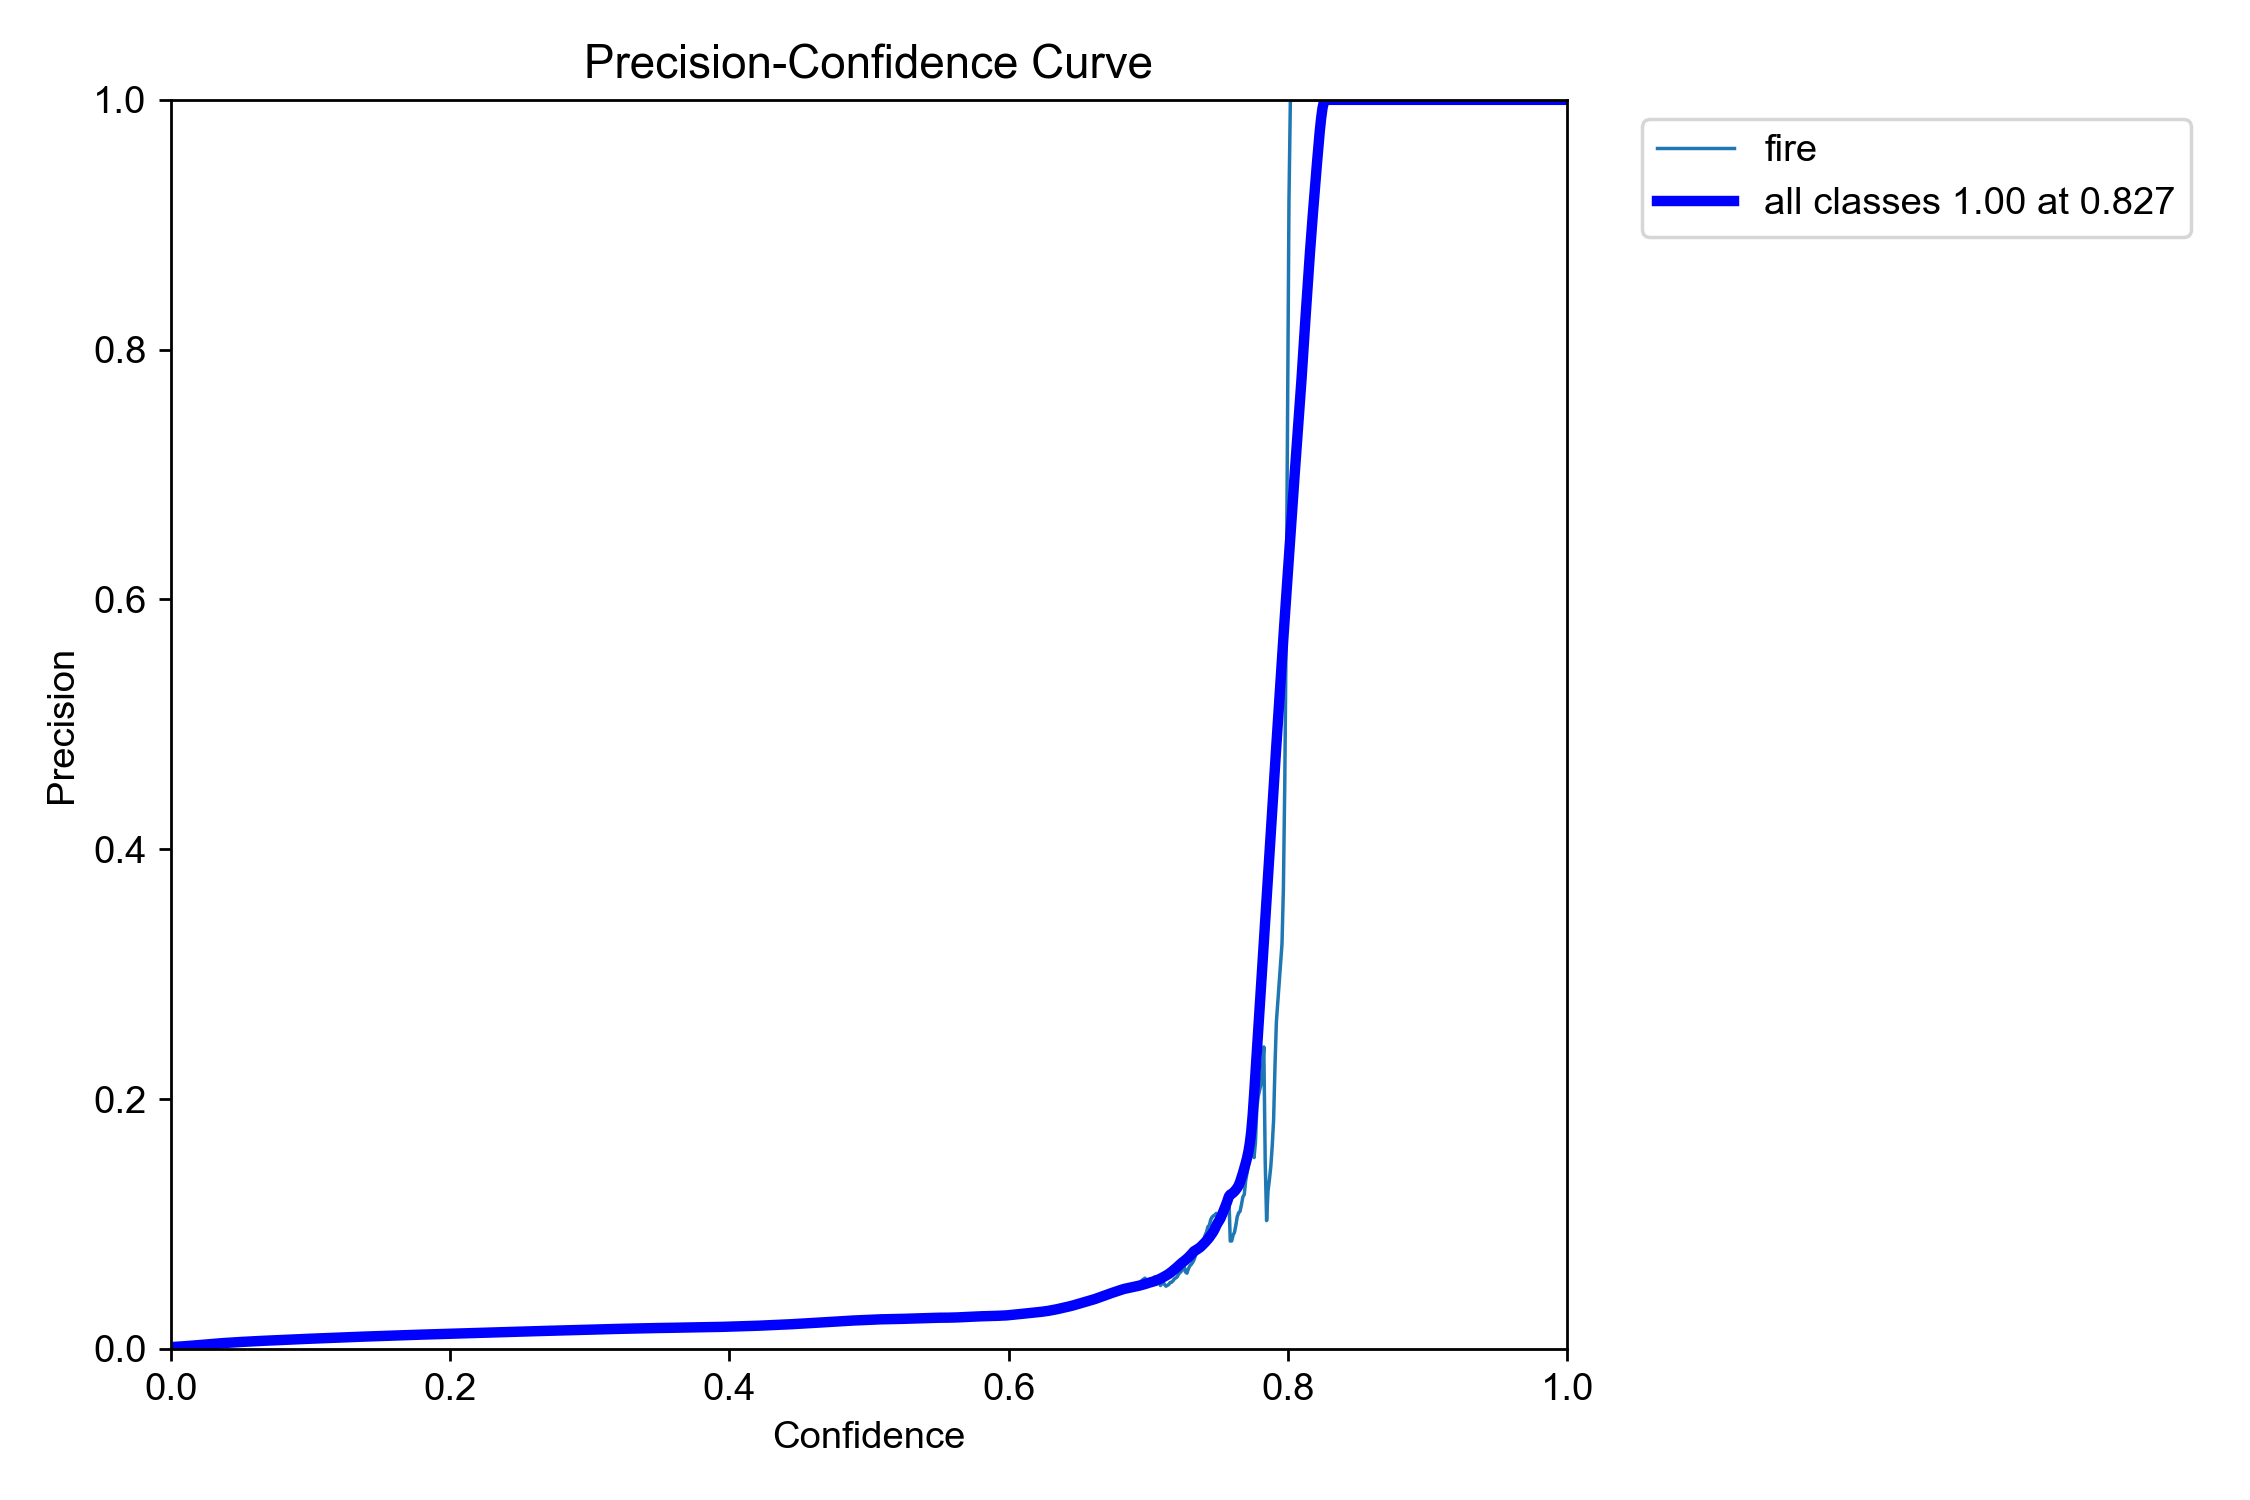 Precision-Confidence Curve
1.0
0.8
0.6
0.4
0.2
0.0
Precision
0.0 0.2 0.4 0.6 0.8 1.0
Confidence
fire
all classes 1.00 at 0.827